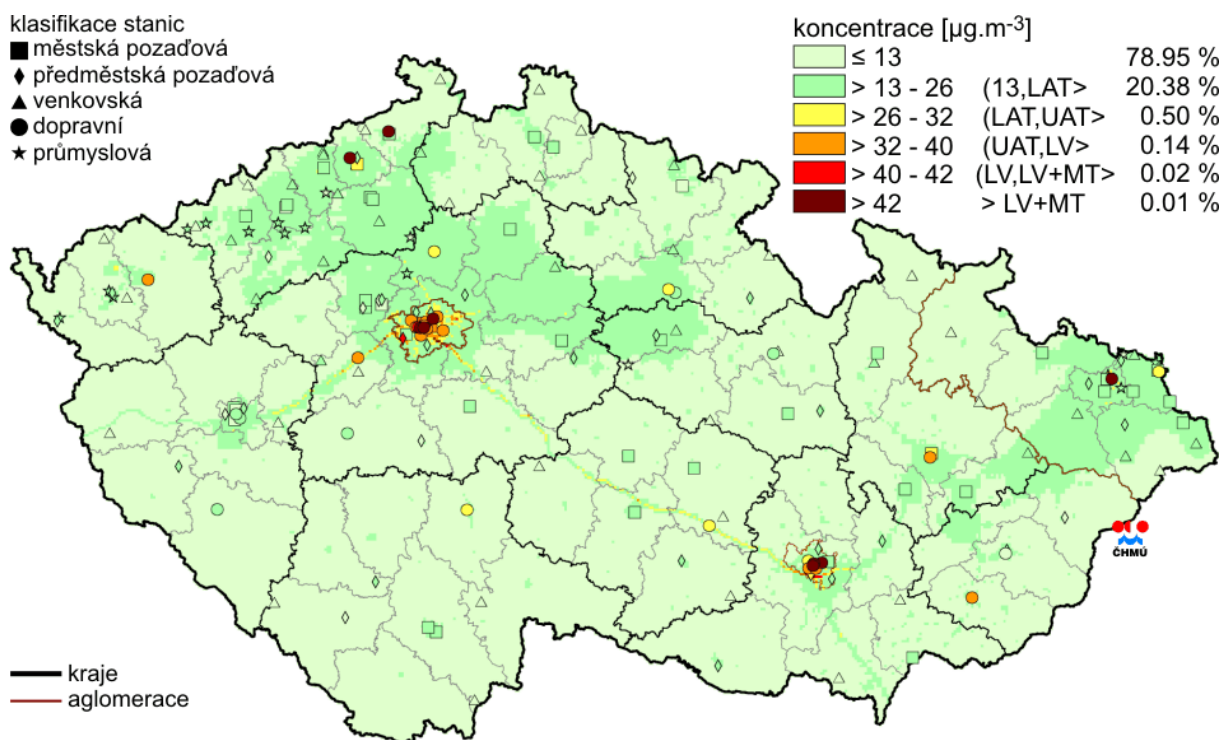 klasifikace stanic
městská pozaďová
předměstská pozaďová
venkovská
dopravní
průmyslová
koncentrace [µg.m-3]
≤ 13 78.95 %
> 13 - 26 (13,LAT> 20.38 %
> 26 - 32 (LAT,UAT> 0.50 %
> 32 - 40 (UAT,LV> 0.14 %
> 40 - 42 (LV,LV+MT> 0.02 %
> 42 > LV+MT 0.01 %
ČHMÚ
kraje
aglomerace